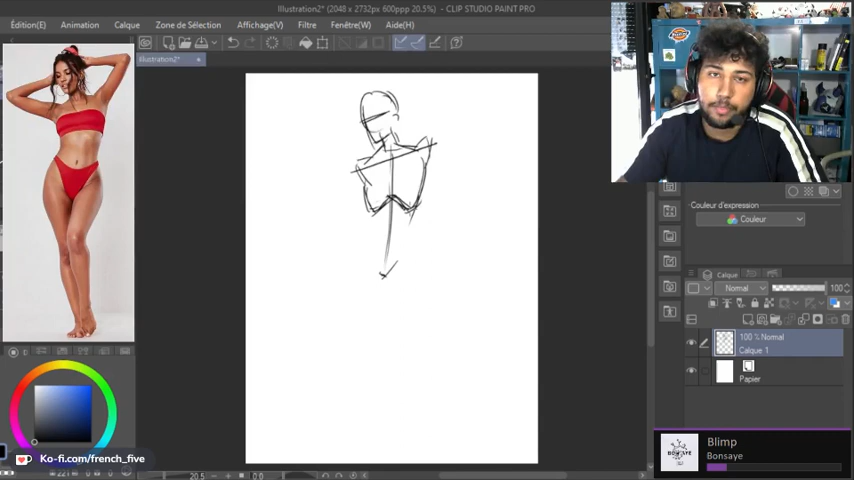 Illustration2* (2048 x 2732px 600ppp 20.5%) - CLIP STUDIO PAINT PRO
Édition(E) Animation Calque Zone de Sélection Affichage(V) Filtre Fenêtre(W) Aide(H)
Illustration2*
Dickies
Couleur d'expression
Couleur
Calque
Normal 100
100 % Normal
Calque 1
Papier
Ko-fi.com/french_five
20.5
0.0
BONSAYE
Blimp
Bonsaye